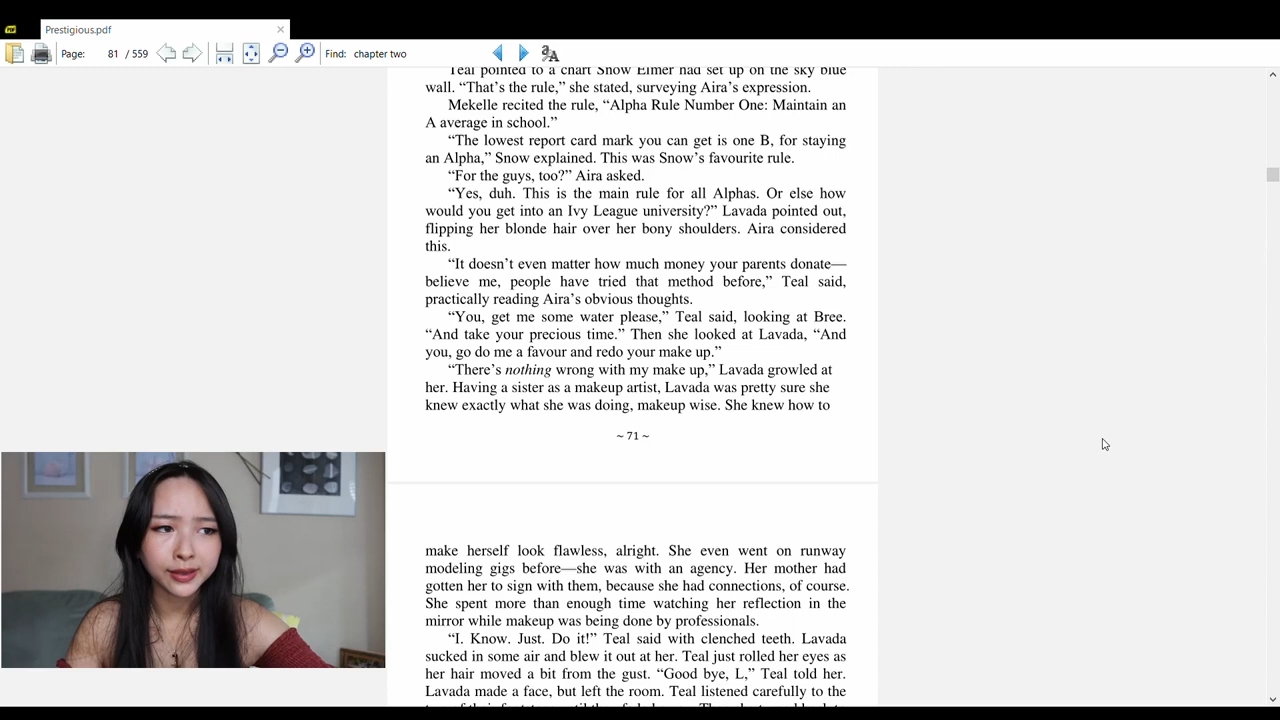 Prestigious.pdf
Page: 81 / 559 Find: chapter two
Teal pointed to a chart Snow Elmer had set up on the sky blue
wall. “That’s the rule,” she stated, surveying Aira’s expression.
Mekelle recited the rule, “Alpha Rule Number One: Maintain an
A average in school.”
“The lowest report card mark you can get is one B, for staying
an Alpha,” Snow explained. This was Snow’s favourite rule.
“For the guys, too?” Aira asked.
“Yes, duh. This is the main rule for all Alphas. Or else how
would you get into an Ivy League university?” Lavada pointed out,
flipping her blonde hair over her bony shoulders. Aira considered
this.
“It doesn’t even matter how much money your parents donate—
believe me, people have tried that method before,” Teal said,
practically reading Aira’s obvious thoughts.
“You, get me some water please,” Teal said, looking at Bree.
“And take your precious time.” Then she looked at Lavada, “And
you, go do me a favour and redo your make up.”
“There’s nothing wrong with my make up,” Lavada growled at
her. Having a sister as a makeup artist, Lavada was pretty sure she
knew exactly what she was doing, makeup wise. She knew how to
~ 71 ~
make herself look flawless, alright. She even went on runway
modeling gigs before—she was with an agency. Her mother had
gotten her to sign with them, because she had connections, of course.
She spent more than enough time watching her reflection in the
mirror while makeup was being done by professionals.
“I. Know. Just. Do it!” Teal said with clenched teeth. Lavada
sucked in some air and blew it out at her. Teal just rolled her eyes as
her hair moved a bit from the gust. “Good bye, L,” Teal told her.
Lavada made a face, but left the room. Teal listened carefully to the